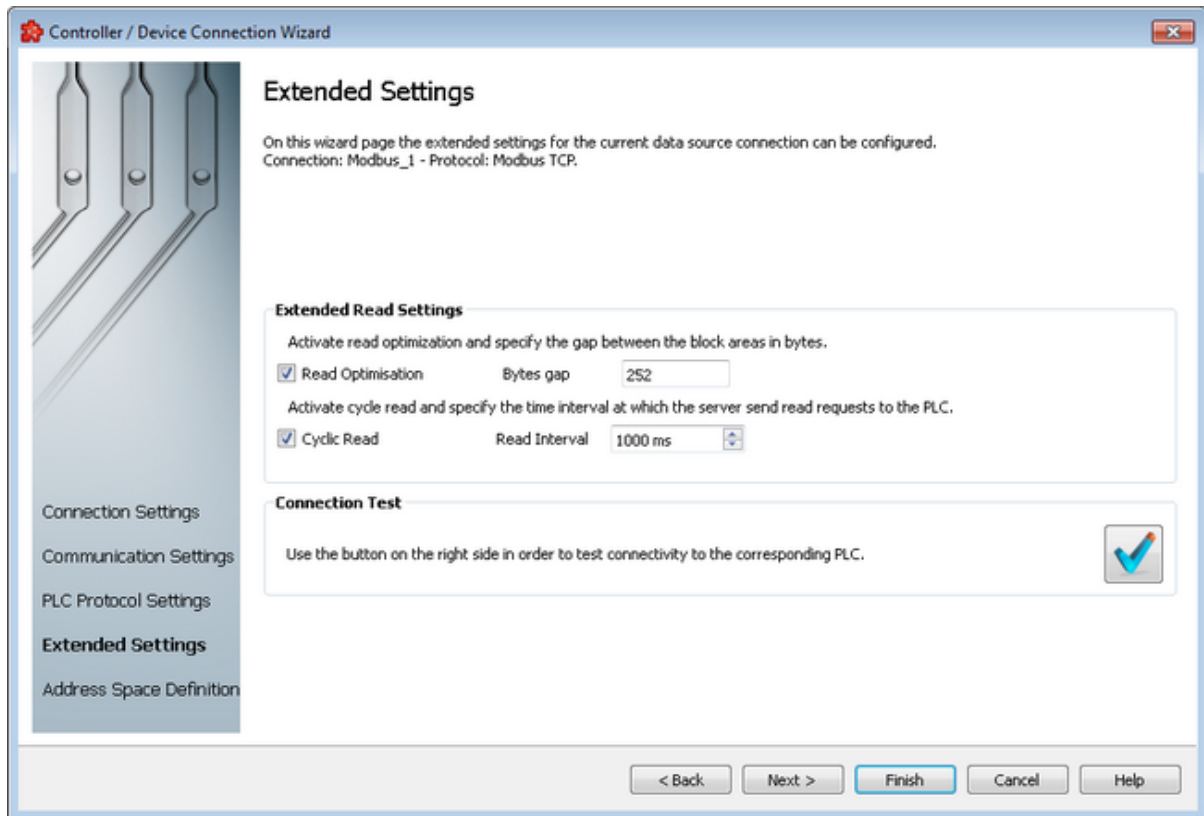 Controller / Device Connection Wizard
Extended Settings
On this wizard page the extended settings for the current data source connection can be configured.
Connection: Modbus_1 - Protocol: Modbus TCP.
Extended Read Settings
Activate read optimization and specify the gap between the block areas in bytes.
Read Optimisation Bytes gap 252
Activate cycle read and specify the time interval at which the server send read requests to the PLC.
Cyclic Read Read Interval 1000 ms
Connection Test
Use the button on the right side in order to test connectivity to the corresponding PLC.
Connection Settings
Communication Settings
PLC Protocol Settings
Extended Settings
Address Space Definition
< Back Next > Finish Cancel Help